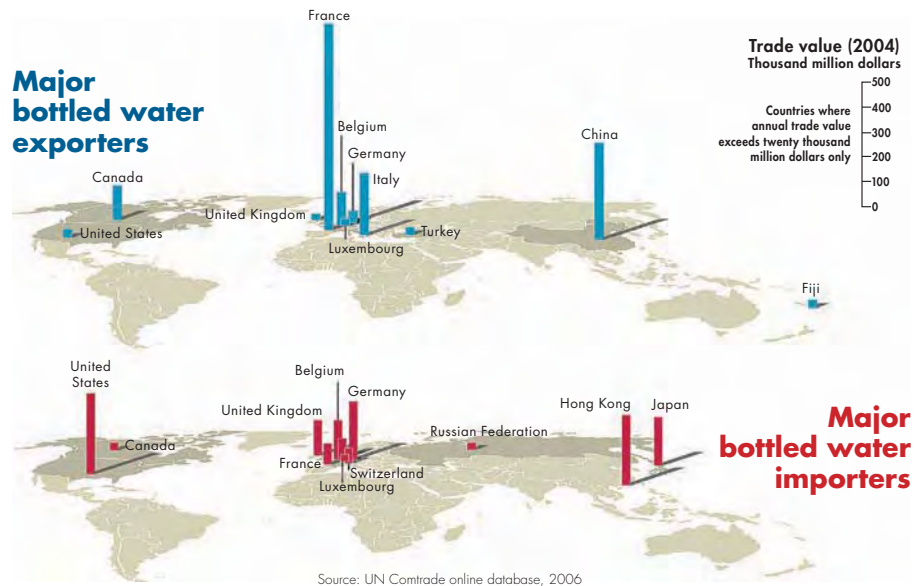 Major
bottled water
exporters
Trade value (2004)
Thousand million dollars
500
400
300
200
100
0
Countries where
annual trade value
exceeds twenty thousand
million dollars only
France
Belgium
Germany
Italy
China
Canada
United Kingdom
United States
Turkey
Luxembourg
Fiji
United
States
Belgium
Germany
United Kingdom
Hong Kong
Japan
Russian Federation
Canada
France
Switzerland
Luxembourg
Major
bottled water
importers
Source: UN Comtrade online database, 2006